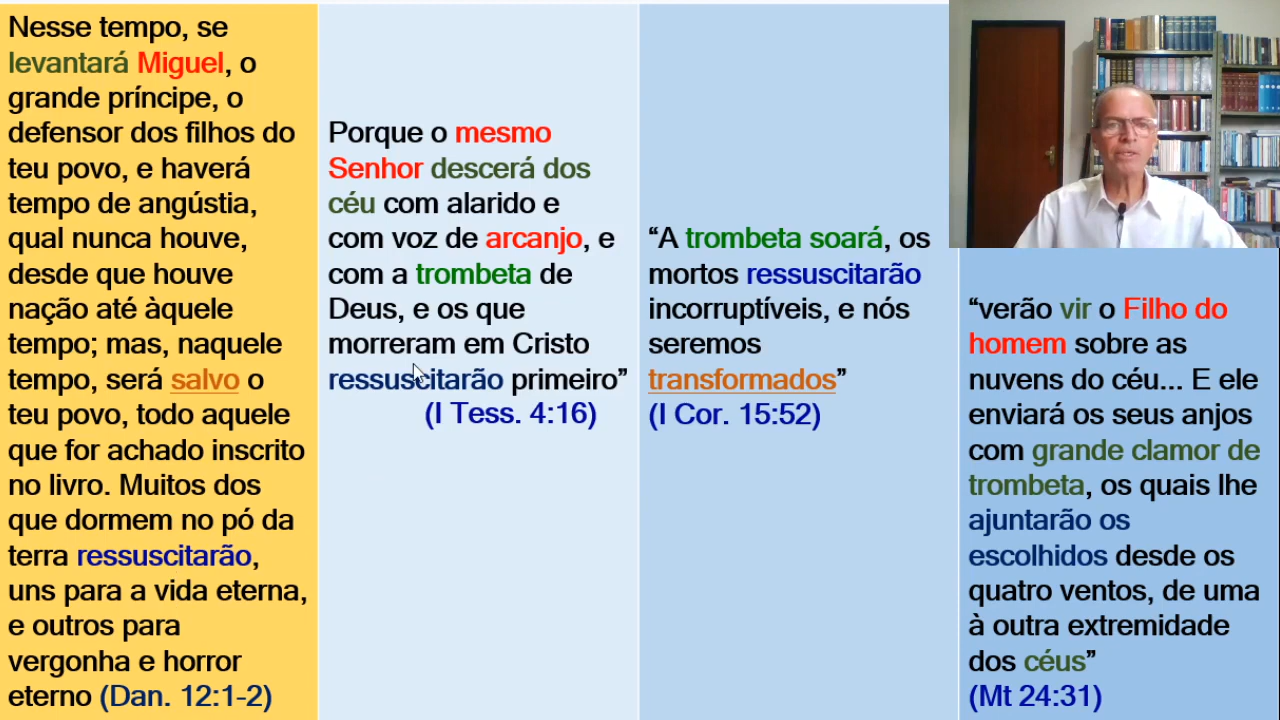 Nesse tempo, se
levantará Miguel, o
grande príncipe, o
defensor dos filhos do
teu povo, e haverá
tempo de angústia,
qual nunca houve,
desde que houve
nação até àquele
tempo; mas, naquele
tempo, será salvo o
teu povo, todo aquele
que for achado inscrito
no livro. Muitos dos
que dormem no pó da
terra ressuscitarão,
uns para a vida eterna,
e outros para
vergonha e horror
eterno (Dan. 12:1-2)
Porque o mesmo
Senhor descerá dos
céu com alarido e
com voz de arcanjo, e
com a trombeta de
Deus, e os que
morreram em Cristo
ressuscitarão primeiro”
(I Tess. 4:16)
“A trombeta soará, os
mortos ressuscitarão
incorruptíveis, e nós
seremos
transformados”
(I Cor. 15:52)
“verão vir o Filho do
homem sobre as
nuvens do céu... E ele
enviará os seus anjos
com grande clamor de
trombeta, os quais lhe
ajuntarão os
escolhidos desde os
quatro ventos, de uma
à outra extremidade
dos céus”
(Mt 24:31)